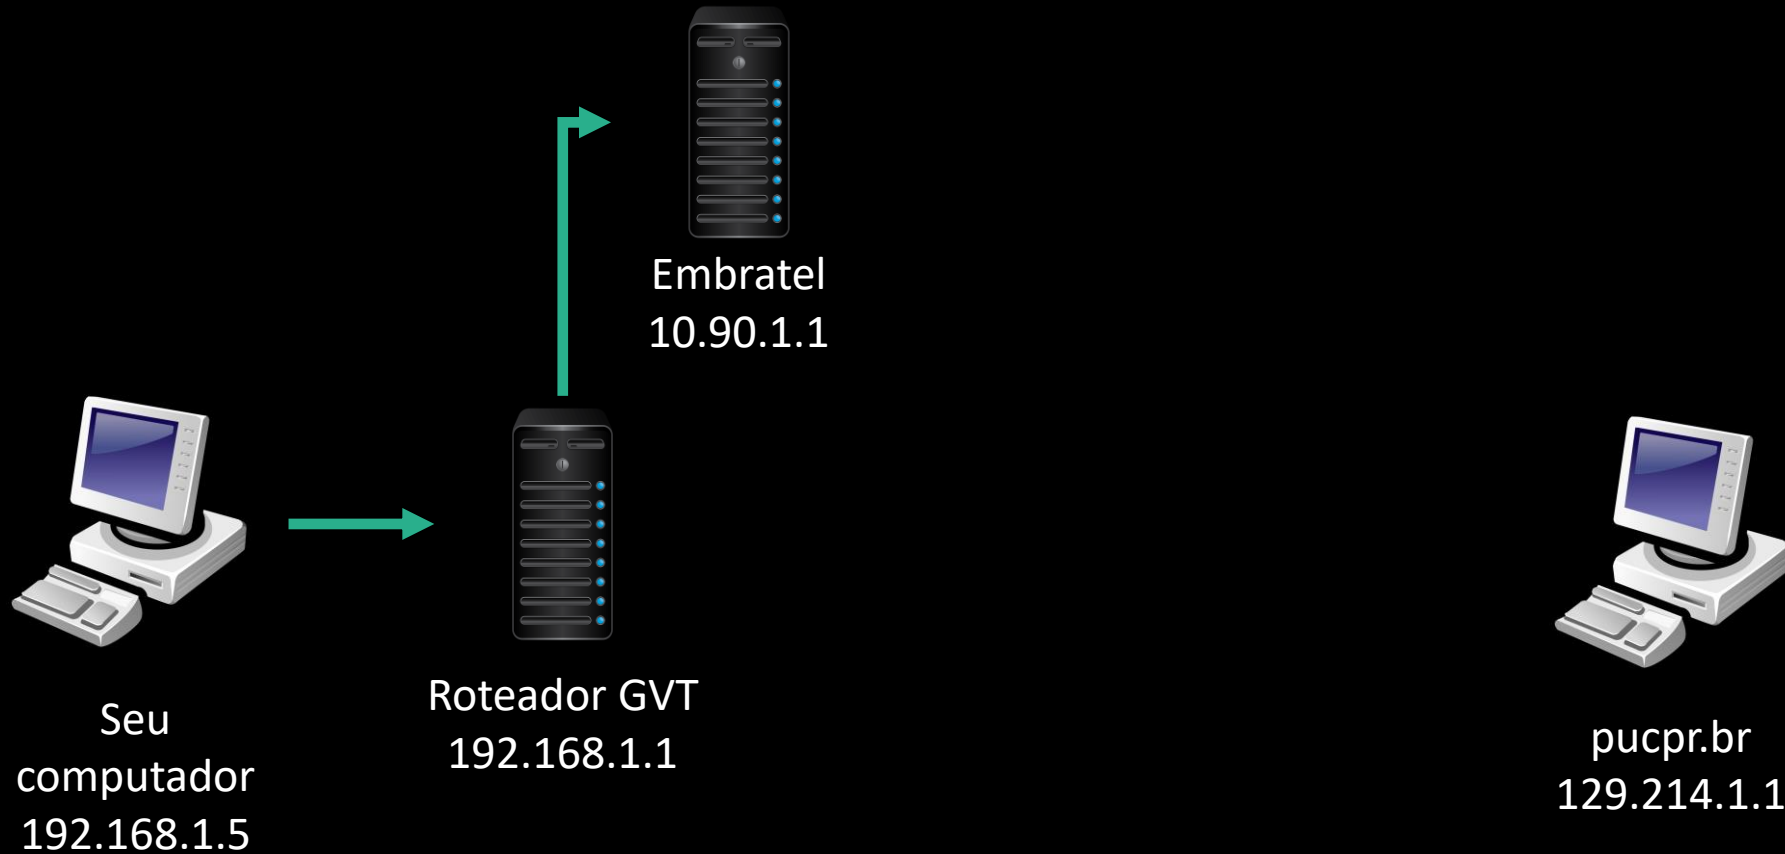 Embratel
10.90.1.1
Seu
computador
192.168.1.5
Roteador GVT
192.168.1.1
pucpr.br
129.214.1.1